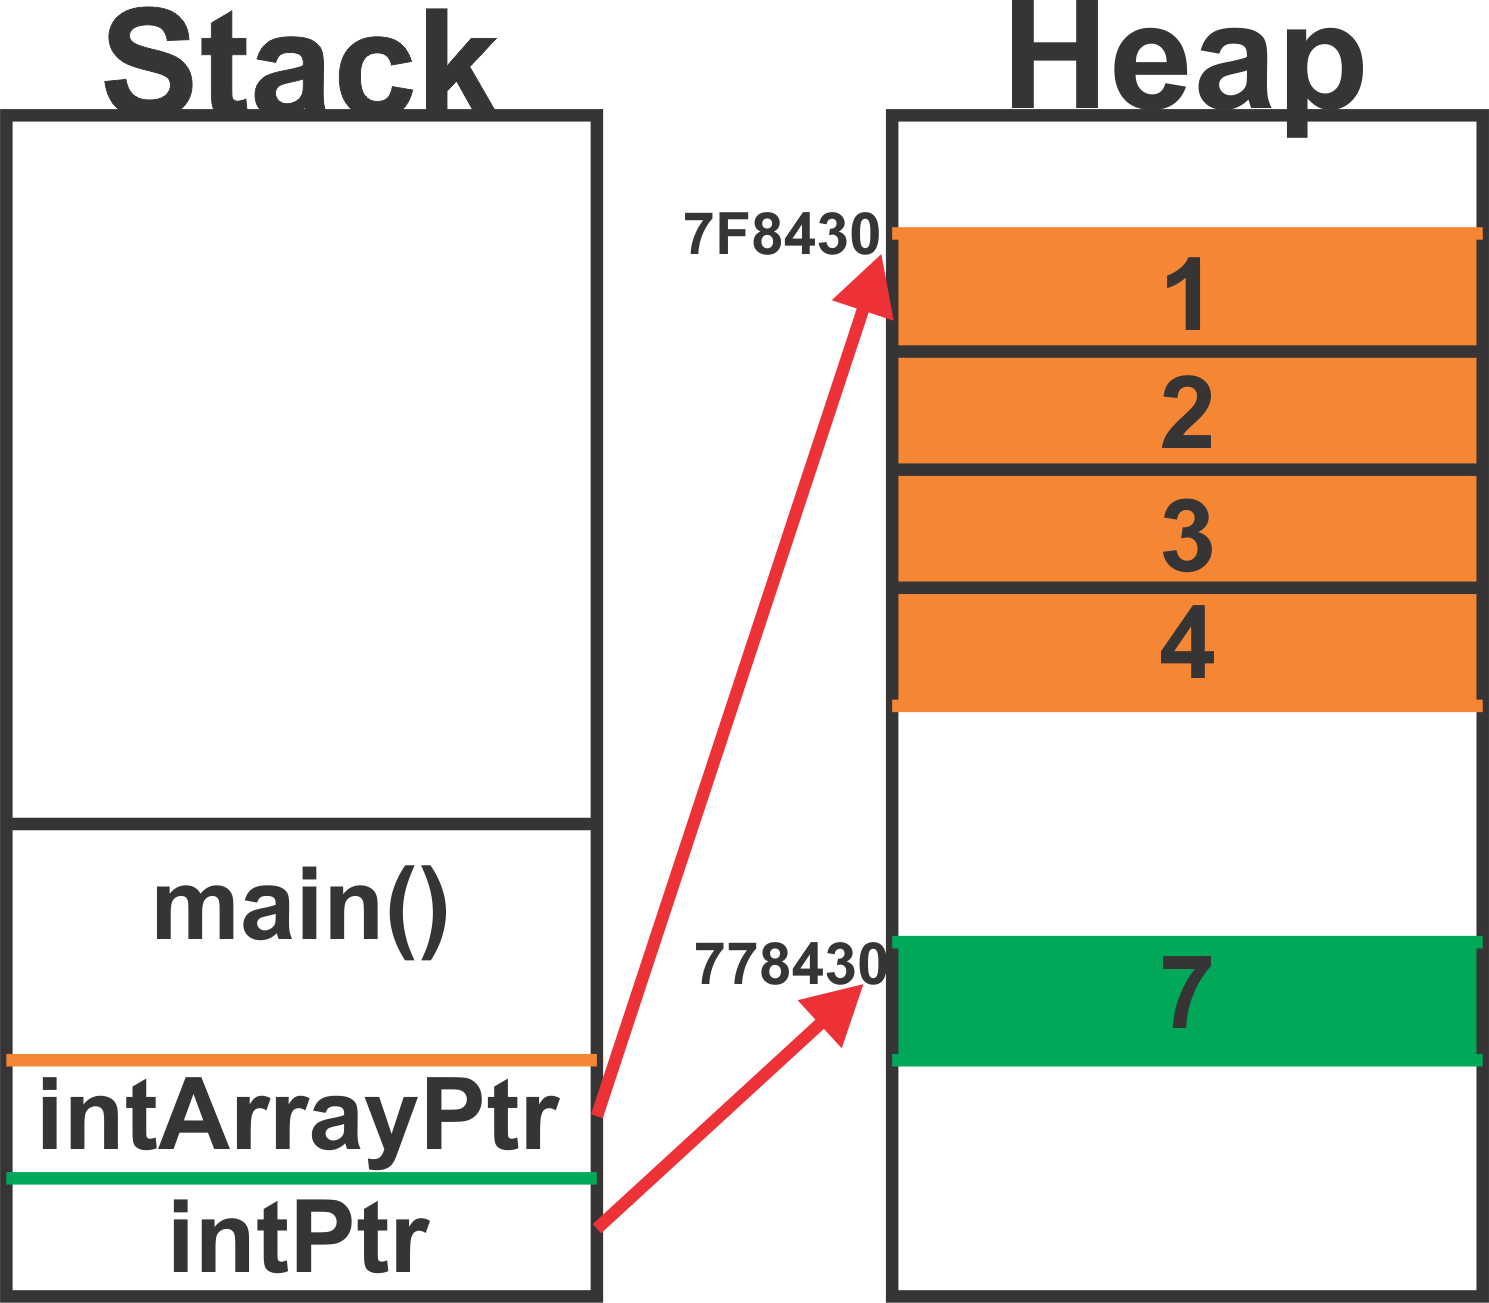 Stack
main()
intArrayPtr
intPtr
Heap
7F8430
1
2
3
4
778430
7